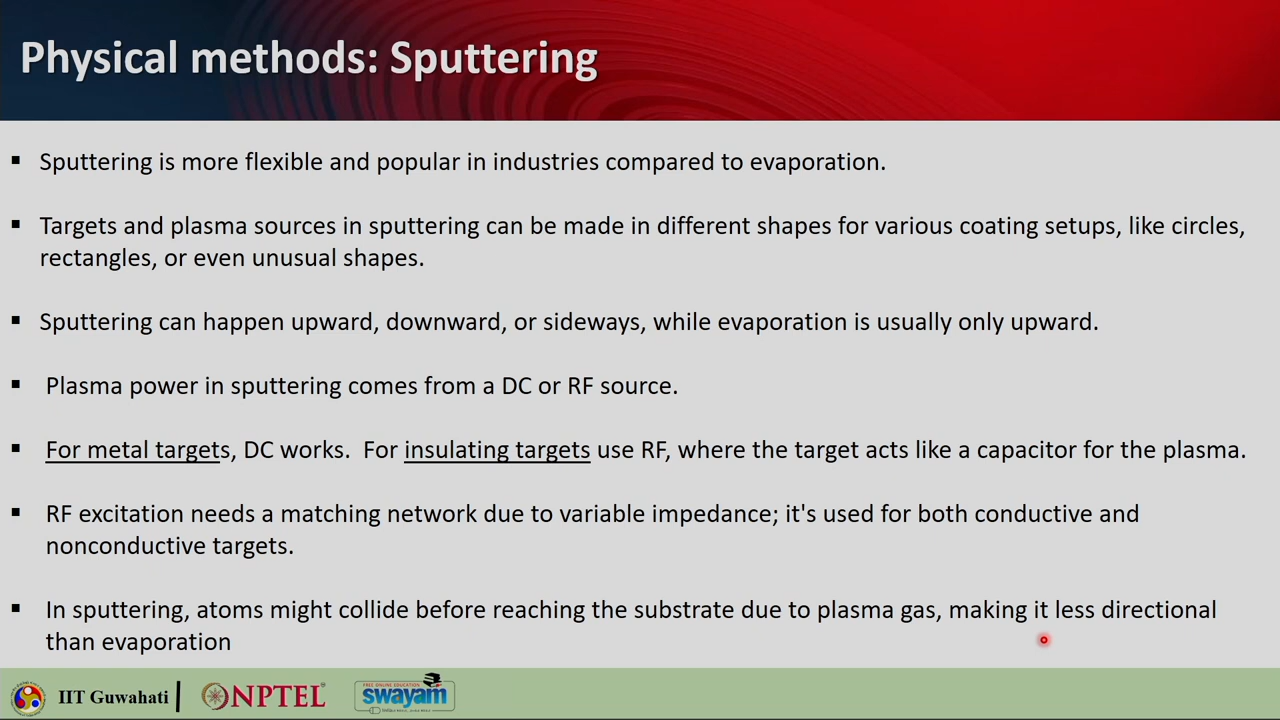 Physical methods: Sputtering
▪ Sputtering is more flexible and popular in industries compared to evaporation.
▪ Targets and plasma sources in sputtering can be made in different shapes for various coating setups, like circles,
rectangles, or even unusual shapes.
▪ Sputtering can happen upward, downward, or sideways, while evaporation is usually only upward.
▪ Plasma power in sputtering comes from a DC or RF source.
▪ For metal targets, DC works.  For insulating targets use RF, where the target acts like a capacitor for the plasma.
▪ RF excitation needs a matching network due to variable impedance; it's used for both conductive and
nonconductive targets.
▪ In sputtering, atoms might collide before reaching the substrate due to plasma gas, making it less directional
than evaporation
IIT Guwahati NPTEL FREE ONLINE EDUCATION swayam